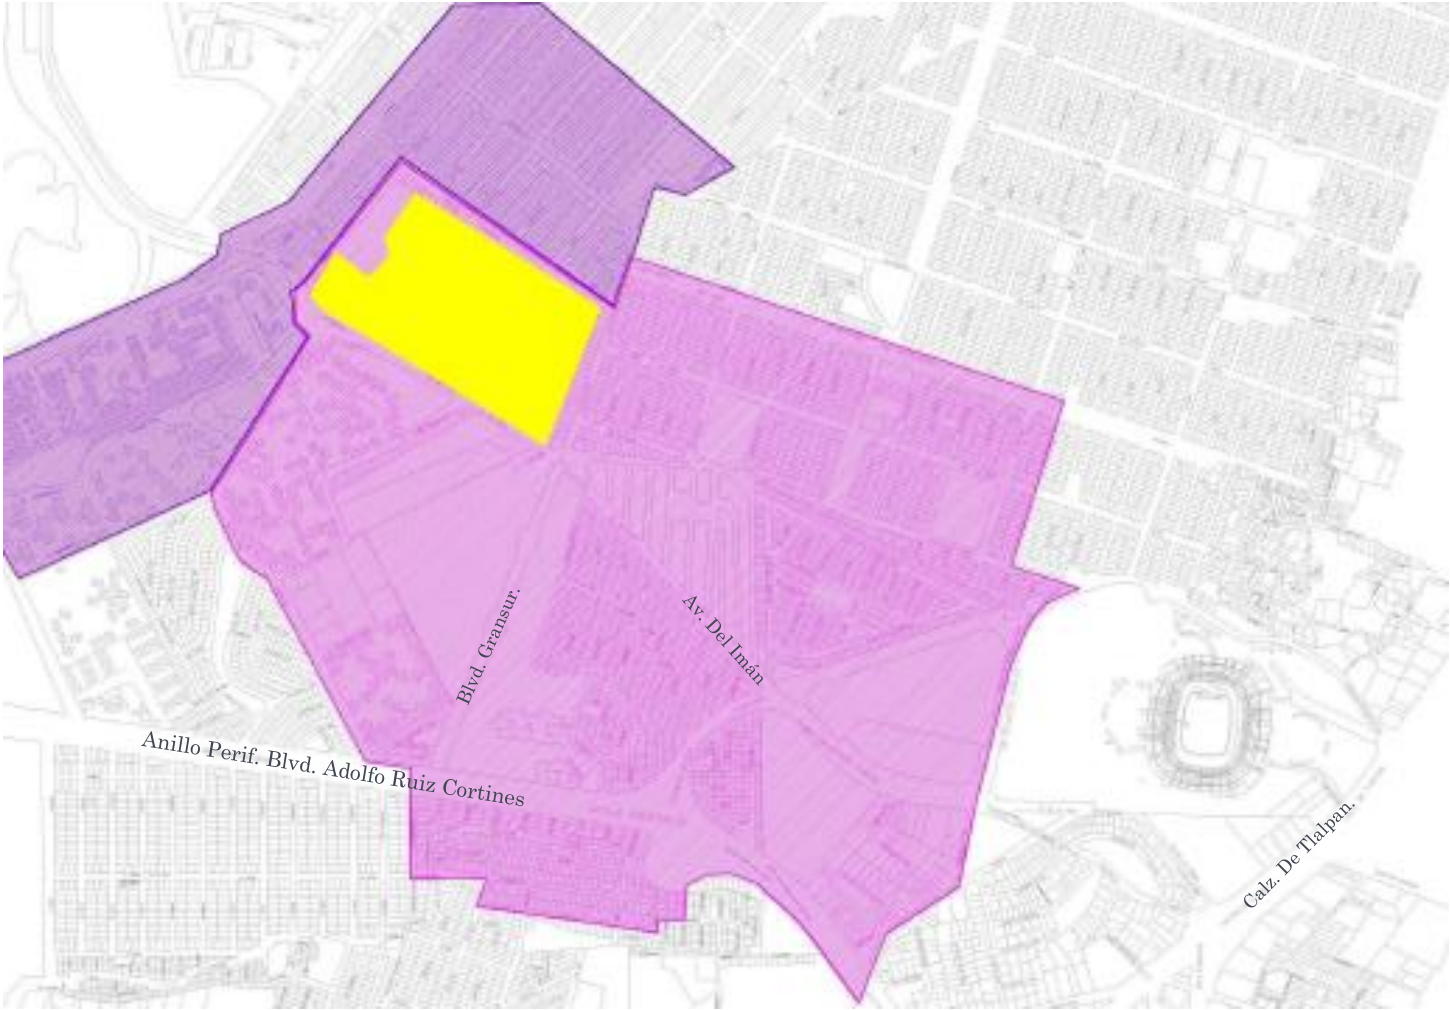 Blvd. Gransur.
Av. Del Imán
Anillo Perif. Blvd. Adolfo Ruiz Cortines
Calz. De Tlalpan.